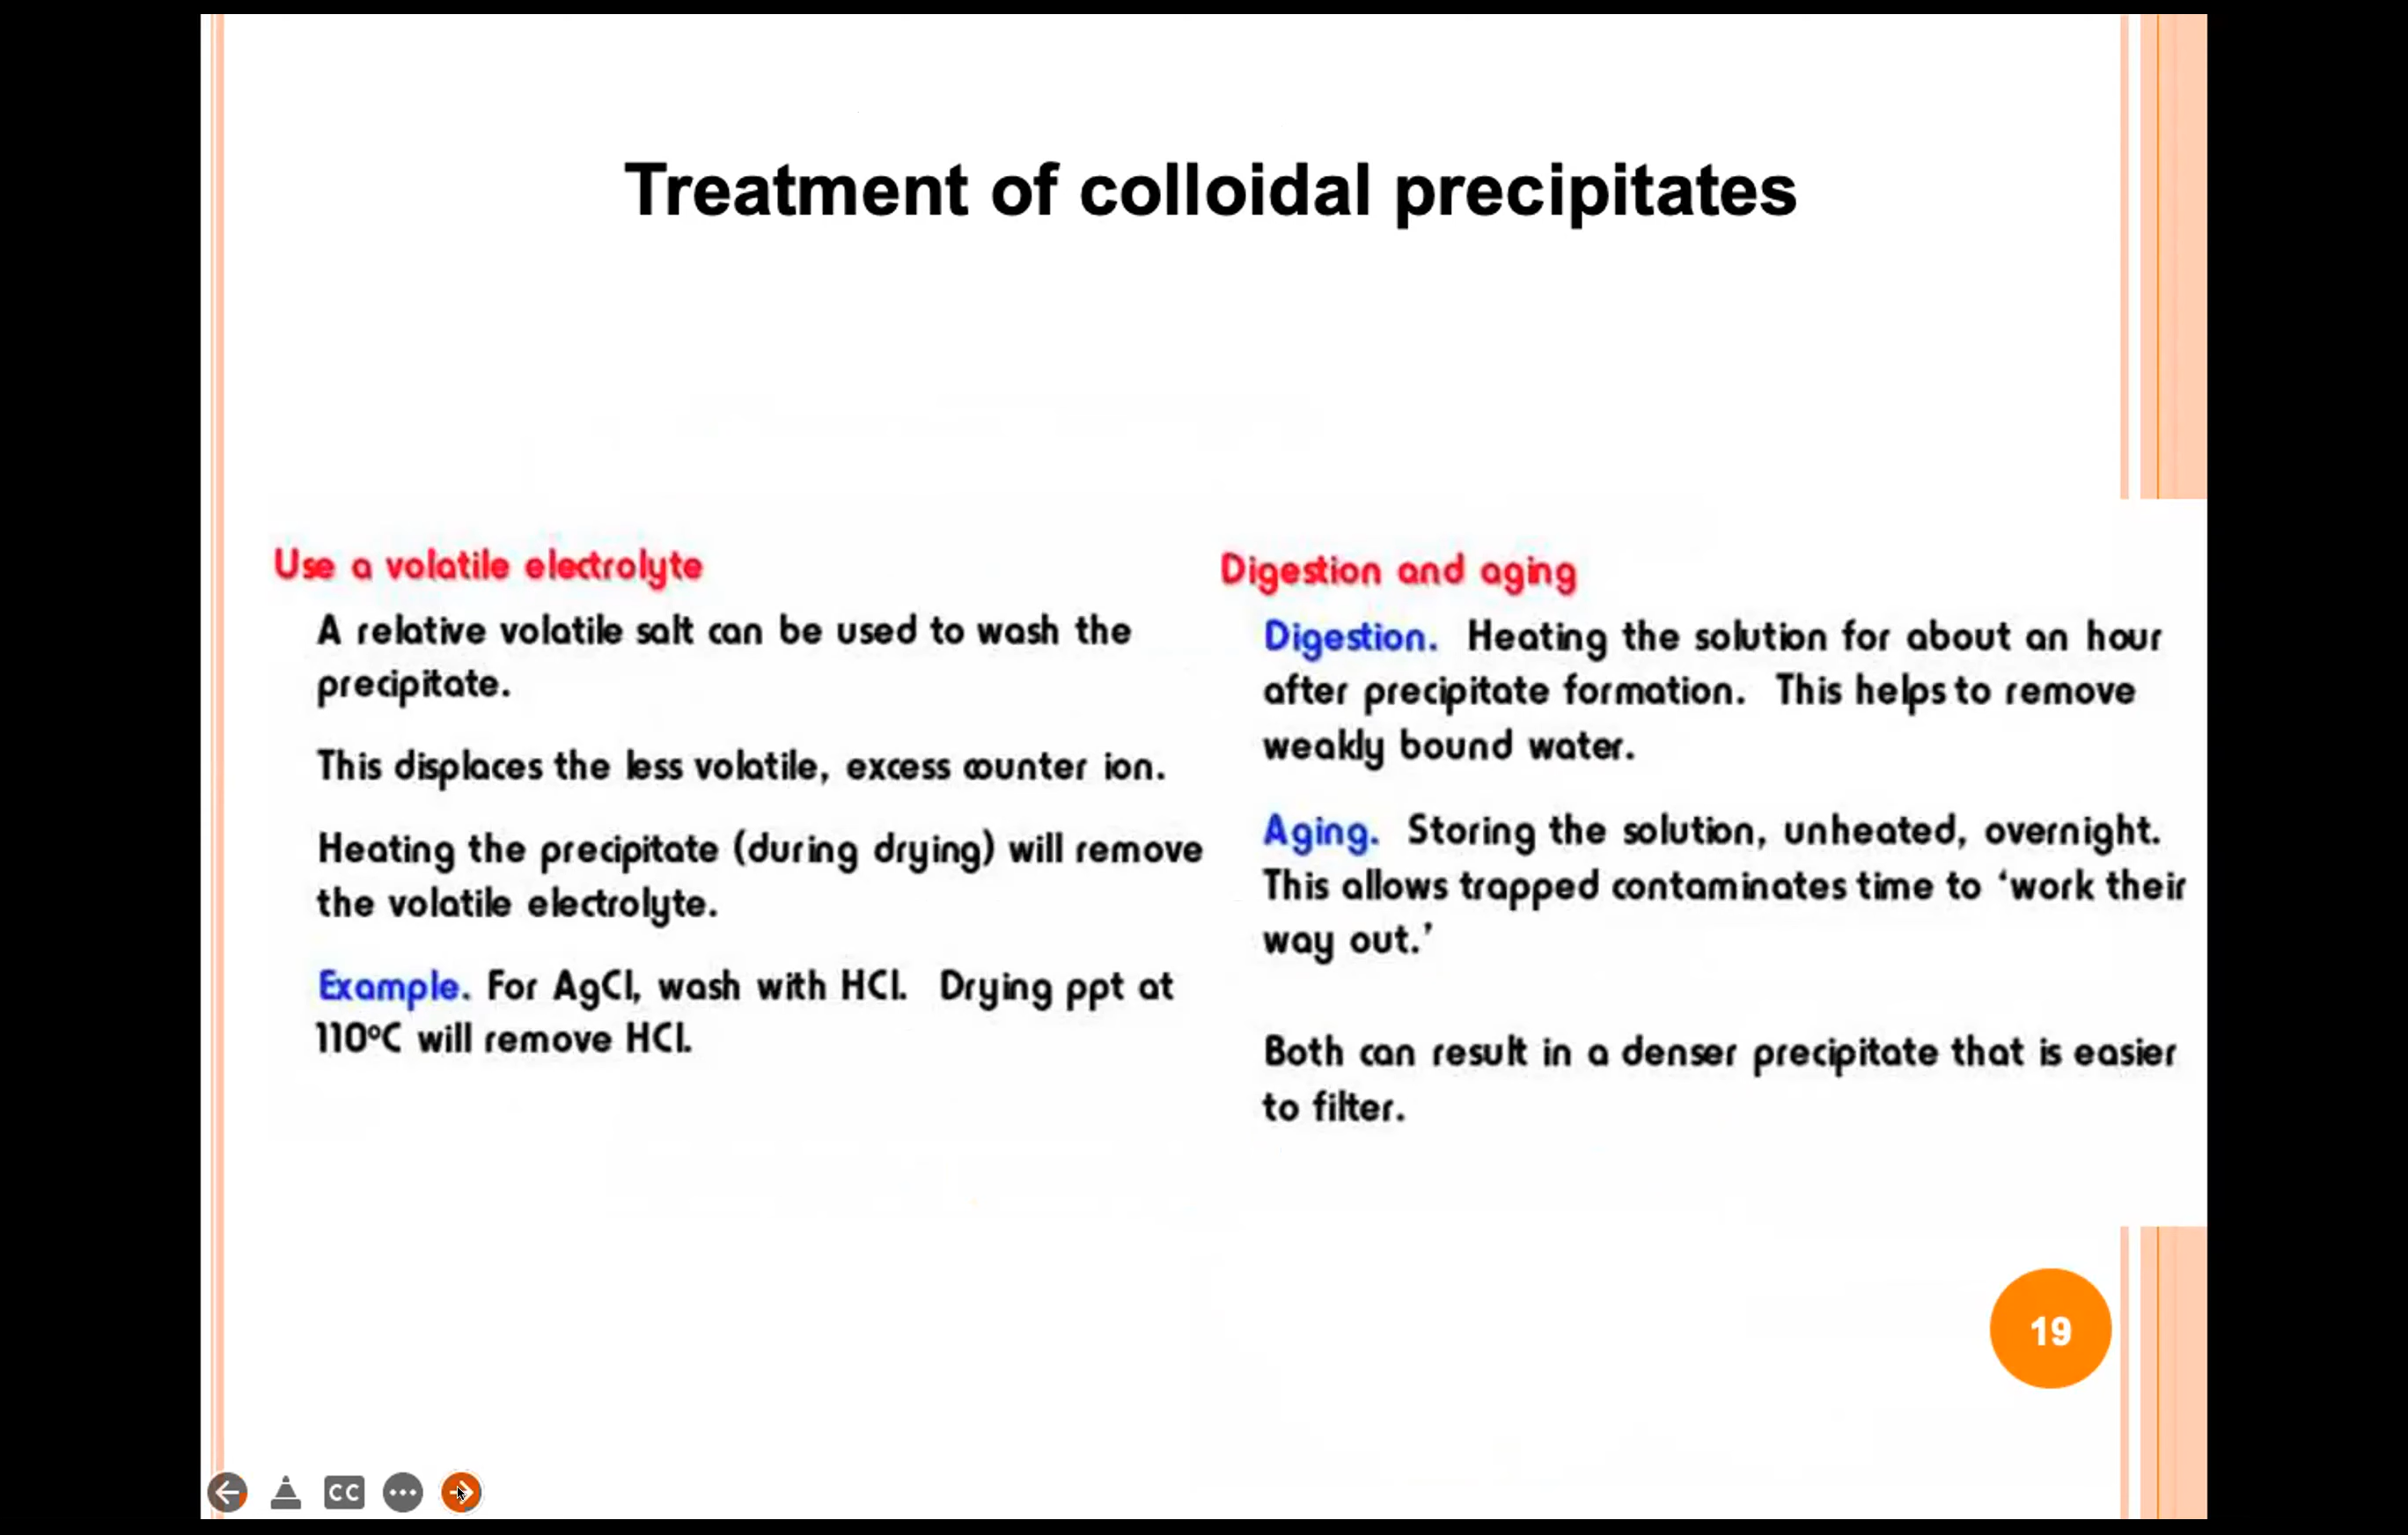 Treatment of colloidal precipitates
Use a volatile electrolyte
A relative volatile salt can be used to wash the
precipitate.
This displaces the less volatile, excess counter ion.
Heating the precipitate (during drying) will remove
the volatile electrolyte.
Example. For AgCl, wash with HCl. Drying ppt at
110°C will remove HCl.
Digestion and aging
Digestion. Heating the solution for about an hour
after precipitate formation. This helps to remove
weakly bound water.
Aging. Storing the solution, unheated, overnight.
This allows trapped contaminates time to ‘work their
way out.’
Both can result in a denser precipitate that is easier
to filter.
19
CC